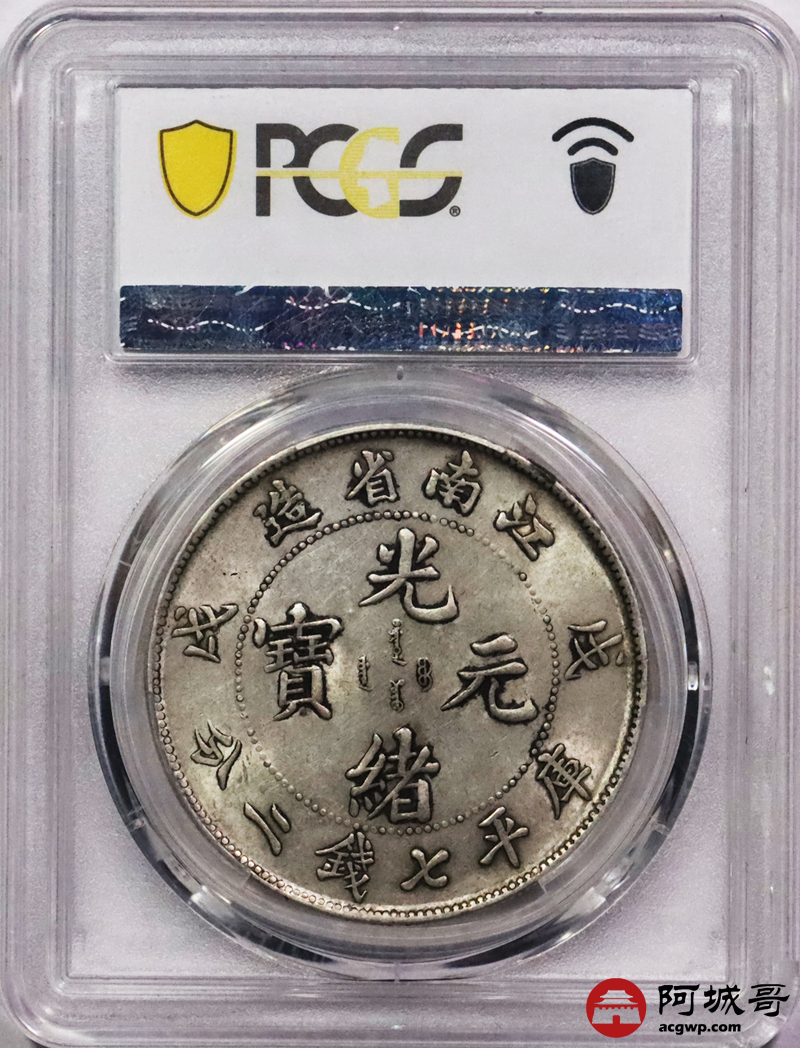 PCGS®
江南省造
戊戌
光緒元寶
庫平七錢二分
阿城哥
acgwp.com